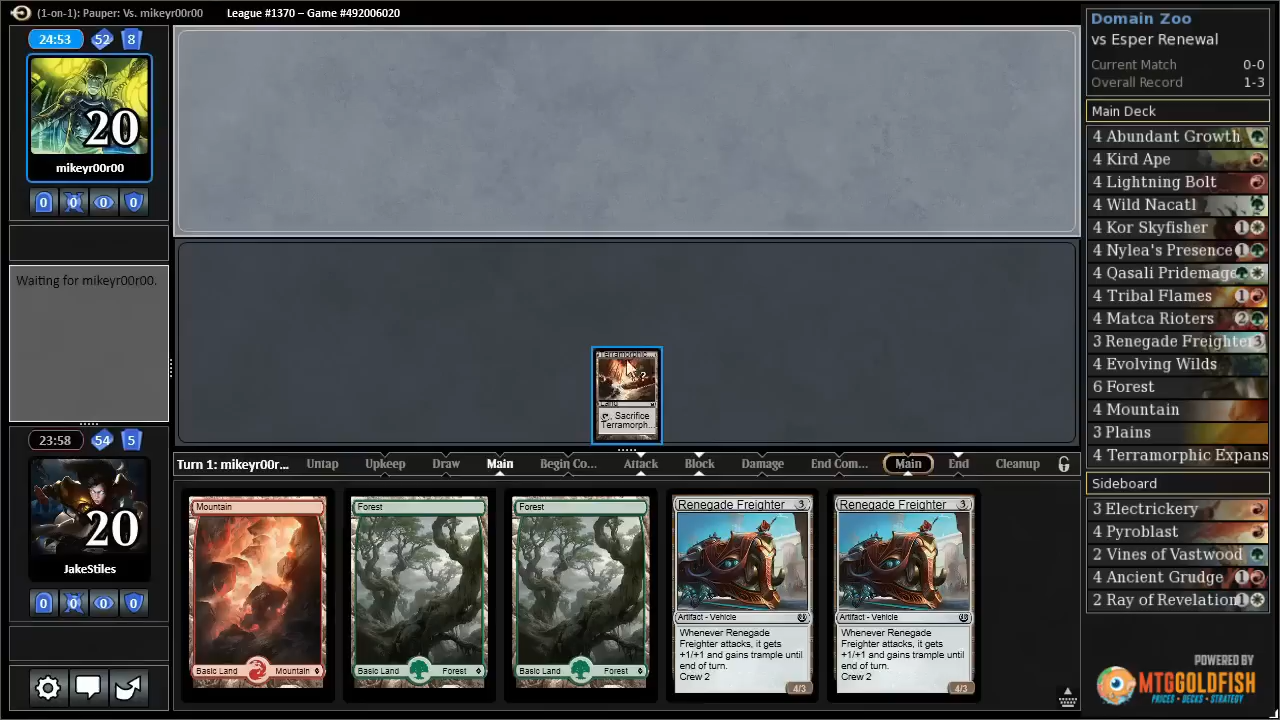 (1-on-1): Pauper: Vs. mikeyr00r00
League #1370 – Game #492006020
24:53
52
8
20
mikeyr00r00
0
0
0
0
Waiting for mikeyr00r00.
23:58
54
5
20
JakeStiles
0
0
0
0
Terramorphic...
Land
, Sacrifice
Terramorph...
Turn 1: mikeyr00r...
Untap
Upkeep
Draw
Main
Begin Co...
Attack
Block
Damage
End Com...
Main
End
Cleanup
Mountain
Basic Land
Mountain
Forest
Basic Land
Forest
Forest
Basic Land
Forest
Renegade Freighter
3
Artifact - Vehicle
Whenever Renegade
Freighter attacks, it gets
+1/+1 and gains trample until
end of turn.
Crew 2
4/3
Renegade Freighter
3
Artifact - Vehicle
Whenever Renegade
Freighter attacks, it gets
+1/+1 and gains trample until
end of turn.
Crew 2
4/3
Domain Zoo
vs Esper Renewal
Current Match 0-0
Overall Record 1-3
Main Deck
4 Abundant Growth
4 Kird Ape
4 Lightning Bolt
4 Wild Nacatl
4 Kor Skyfisher 1
4 Nylea's Presence 1
4 Qasali Pridemage
4 Tribal Flames 1
4 Matca Rioters 2
3 Renegade Freighter 3
4 Evolving Wilds
6 Forest
4 Mountain
3 Plains
4 Terramorphic Expans
Sideboard
3 Electrickery
4 Pyroblast
2 Vines of Vastwood
4 Ancient Grudge 1
2 Ray of Revelation 1
POWERED BY
MTGGOLDFISH
PRICES • DECKS • STRATEGY